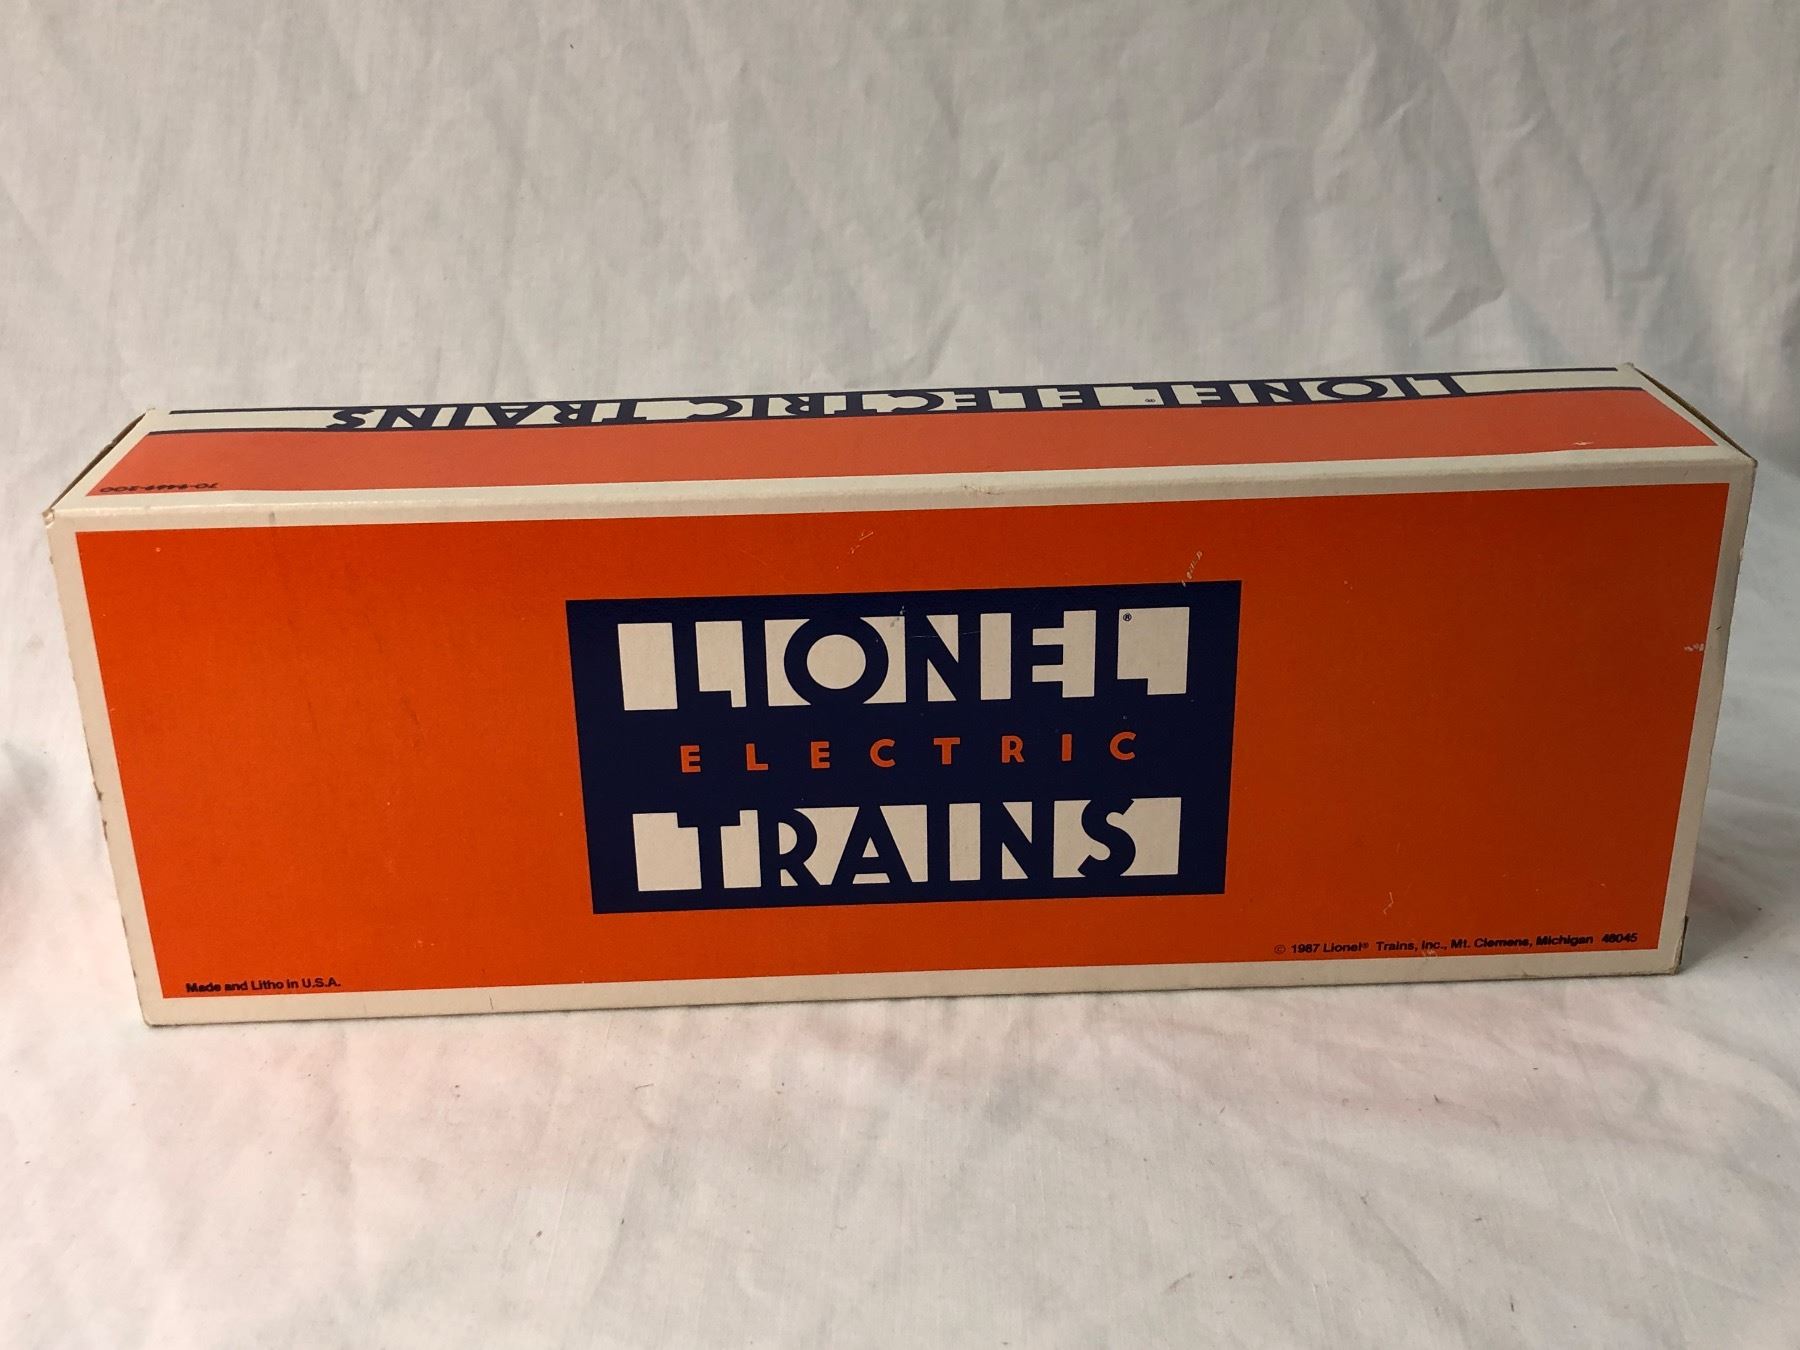 LIONEL® ELECTRIC TRAINS
LIONEL®
ELECTRIC
TRAINS
Made and Litho in U.S.A.
© 1987 Lionel® Trains, Inc., Mt. Clemens, Michigan 48045